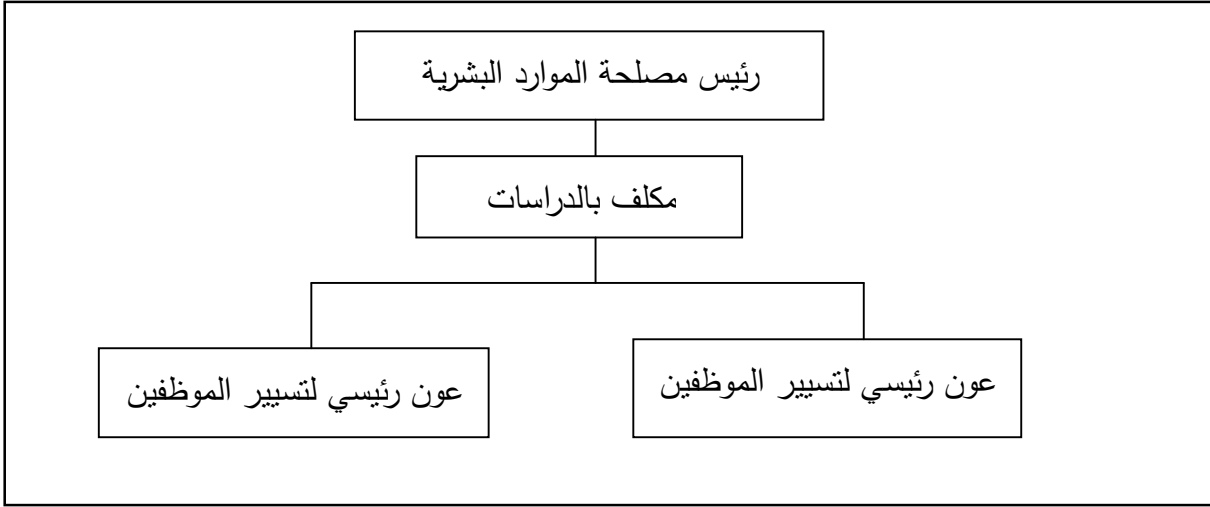 رئيس مصلحة الموارد البشرية
مكلف بالدراسات
عون رئيسي لتسيير الموظفين
عون رئيسي لتسيير الموظفين